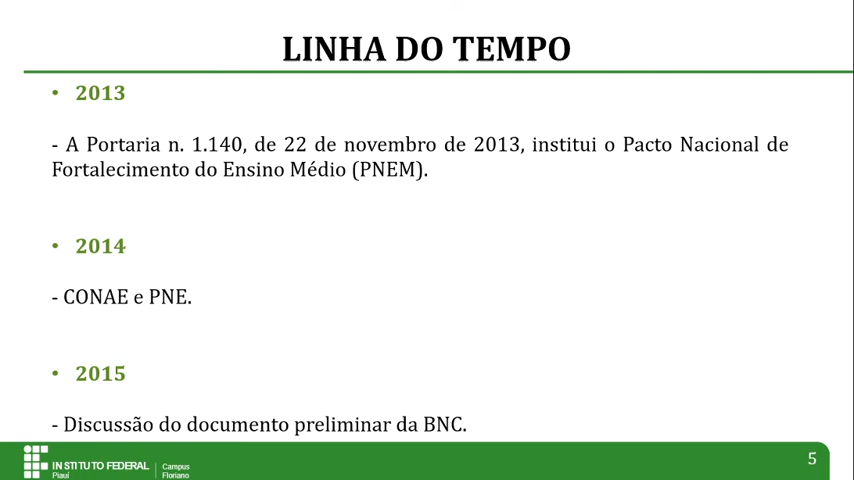 LINHA DO TEMPO
• 2013
- A Portaria n. 1.140, de 22 de novembro de 2013, institui o Pacto Nacional de
Fortalecimento do Ensino Médio (PNEM).
• 2014
- CONAE e PNE.
• 2015
- Discussão do documento preliminar da BNC.
INSTITUTO FEDERAL
Piauí
Campus
Floriano
5